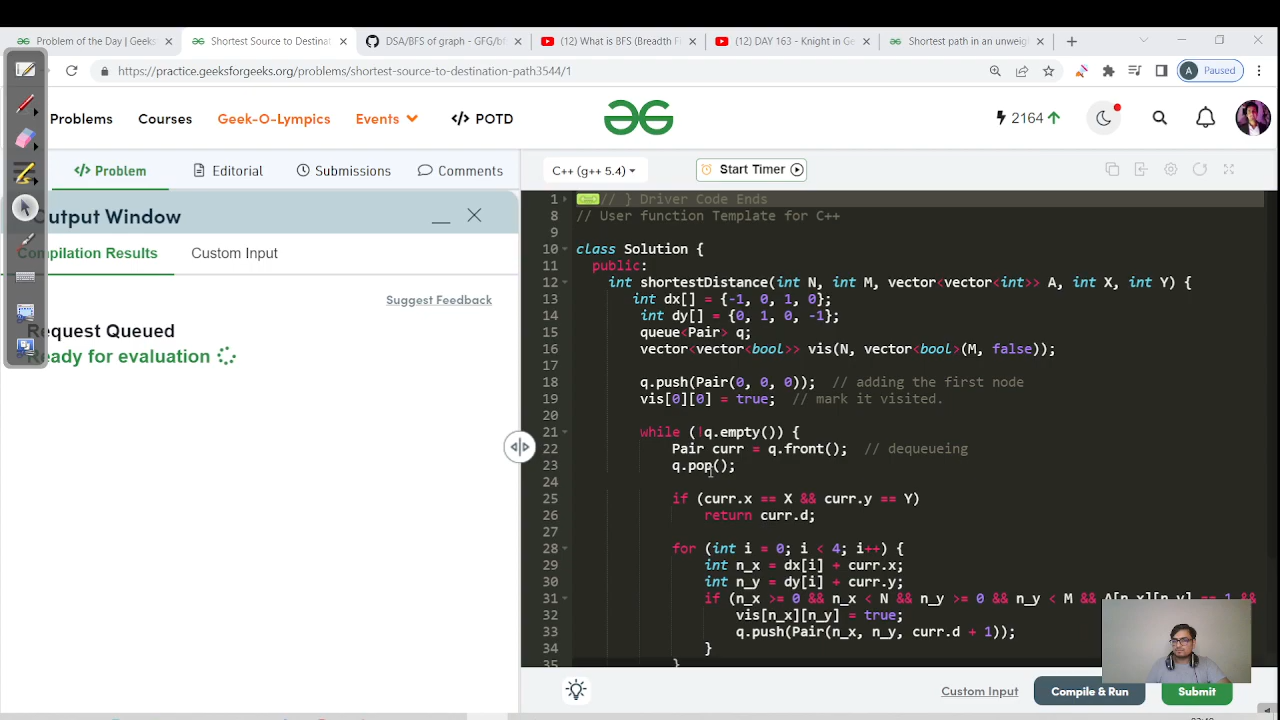 Problem of the Day | Geeks
Shortest Source to Destinat
DSA/BFS of graph - GFG/bf
(12) What is BFS (Breadth F
(12) DAY 163 - Knight in Ge
Shortest path in an unweigh
https://practice.geeksforgeeks.org/problems/shortest-source-to-destination-path3544/1
A Paused
Problems Courses Geek-O-Lympics Events </> POTD
2164
</> Problem Editorial Submissions Comments
C++ (g++ 5.4) Start Timer
utput Window
ompilation Results Custom Input
Suggest Feedback
Request Queued
eady for evaluation
1 // } Driver Code Ends
8 // User function Template for C++
9
10 class Solution {
11 public:
12 int shortestDistance(int N, int M, vector<vector<int>> A, int X, int Y) {
13 int dx[] = {-1, 0, 1, 0};
14 int dy[] = {0, 1, 0, -1};
15 queue<Pair> q;
16 vector<vector<bool>> vis(N, vector<bool>(M, false));
17
18 q.push(Pair(0, 0, 0)); // adding the first node
19 vis[0][0] = true; // mark it visited.
20
21 while (!q.empty()) {
22 Pair curr = q.front(); // dequeueing
23 q.pop();
24
25 if (curr.x == X && curr.y == Y)
26 return curr.d;
27
28 for (int i = 0; i < 4; i++) {
29 int n_x = dx[i] + curr.x;
30 int n_y = dy[i] + curr.y;
31 if (n_x >= 0 && n_x < N && n_y >= 0 && n_y < M && A[n_x][n_y] == 1 &&
32 vis[n_x][n_y] = true;
33 q.push(Pair(n_x, n_y, curr.d + 1));
34 }
35 }
Custom Input Compile & Run Submit